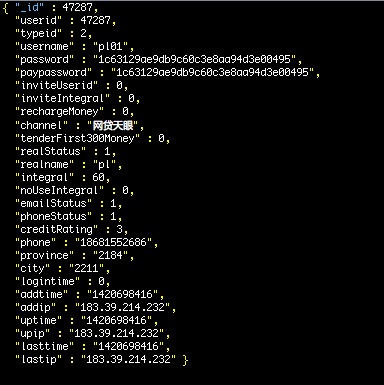 { "_id" : 47287,
"userid" : 47287,
"typeid" : 2,
"username" : "pl01",
"password" : "1c63129ae9db9c60c3e8aa94d3e00495",
"paypassword" : "1c63129ae9db9c60c3e8aa94d3e00495",
"inviteUserid" : 0,
"inviteIntegral" : 0,
"rechargeMoney" : 0,
"channel" : "网贷天眼",
"tenderFirst300Money" : 0,
"realStatus" : 1,
"realname" : "pl",
"integral" : 60,
"noUseIntegral" : 0,
"emailStatus" : 1,
"phoneStatus" : 1,
"creditRating" : 3,
"phone" : "18681552686",
"province" : "2184",
"city" : "2211",
"logintime" : 0,
"addtime" : "1420698416",
"addip" : "183.39.214.232",
"uptime" : "1420698416",
"upip" : "183.39.214.232",
"lasttime" : "1420698416",
"lastip" : "183.39.214.232" }